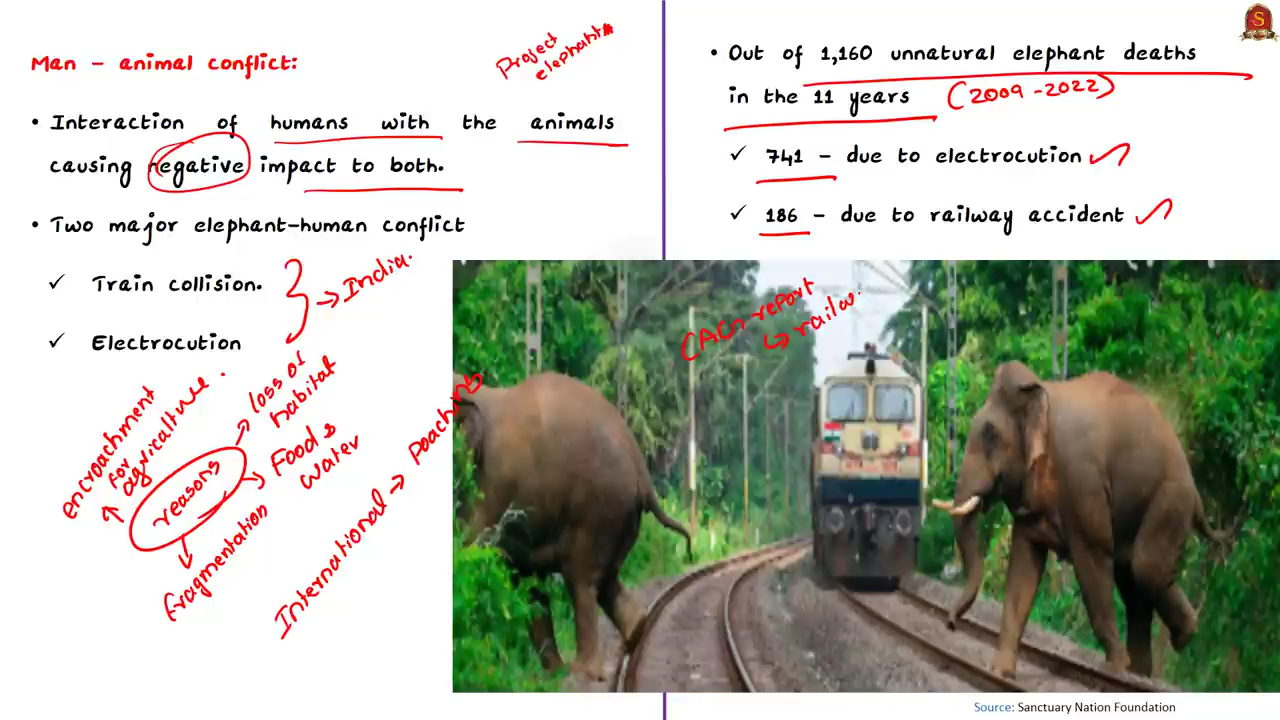 Man – animal conflict:
Project
elephant
• Interaction of humans with the animals
causing negative impact to both.
• Two major elephant-human conflict
✓ Train collision.
✓ Electrocution
→ India.
reasons
encroachment
for
agriculture.
loss of
habitat
Food &
Water
fragmentation
International → poaching
• Out of 1,160 unnatural elephant deaths
in the 11 years (2009-2022)
✓ 741 – due to electrocution
✓ 186 – due to railway accident
report
Source: Sanctuary Nation Foundation